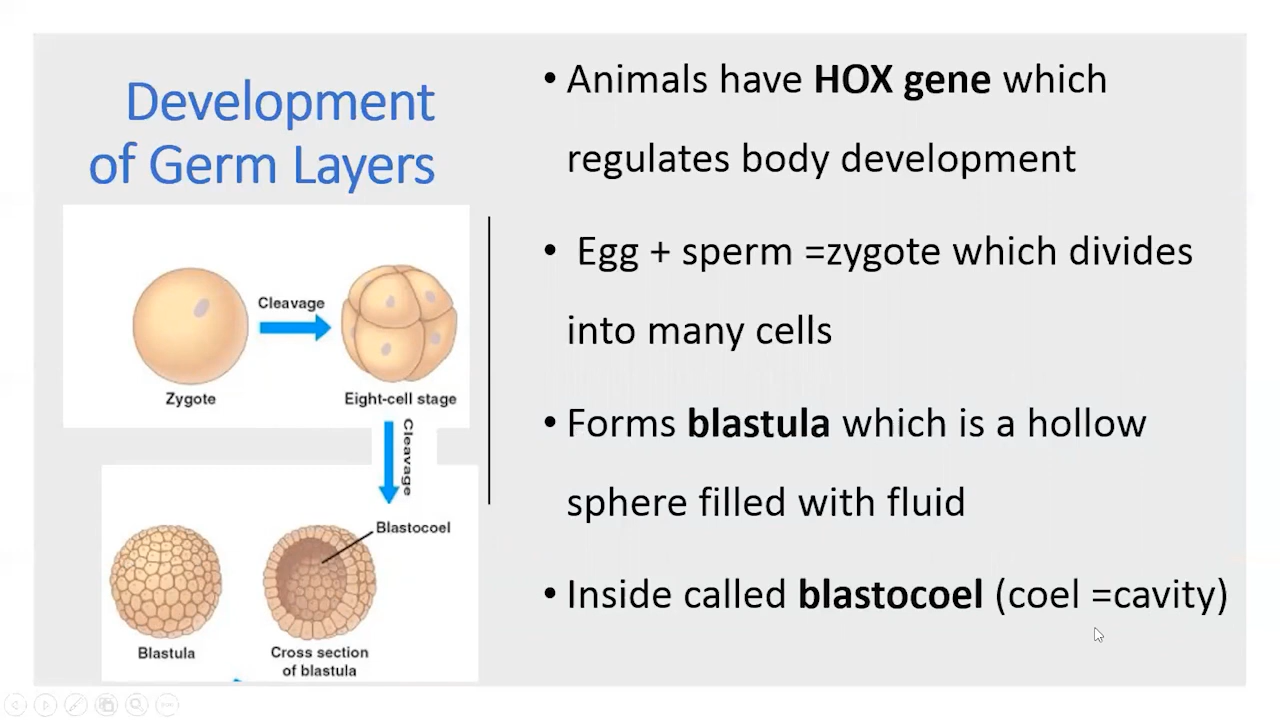 Development
of Germ Layers
Cleavage
Zygote
Eight-cell stage
Cleavage
Blastocoel
Blastula
Cross section
of blastula
• Animals have HOX gene which
regulates body development
• Egg + sperm =zygote which divides
into many cells
• Forms blastula which is a hollow
sphere filled with fluid
• Inside called blastocoel (coel =cavity)